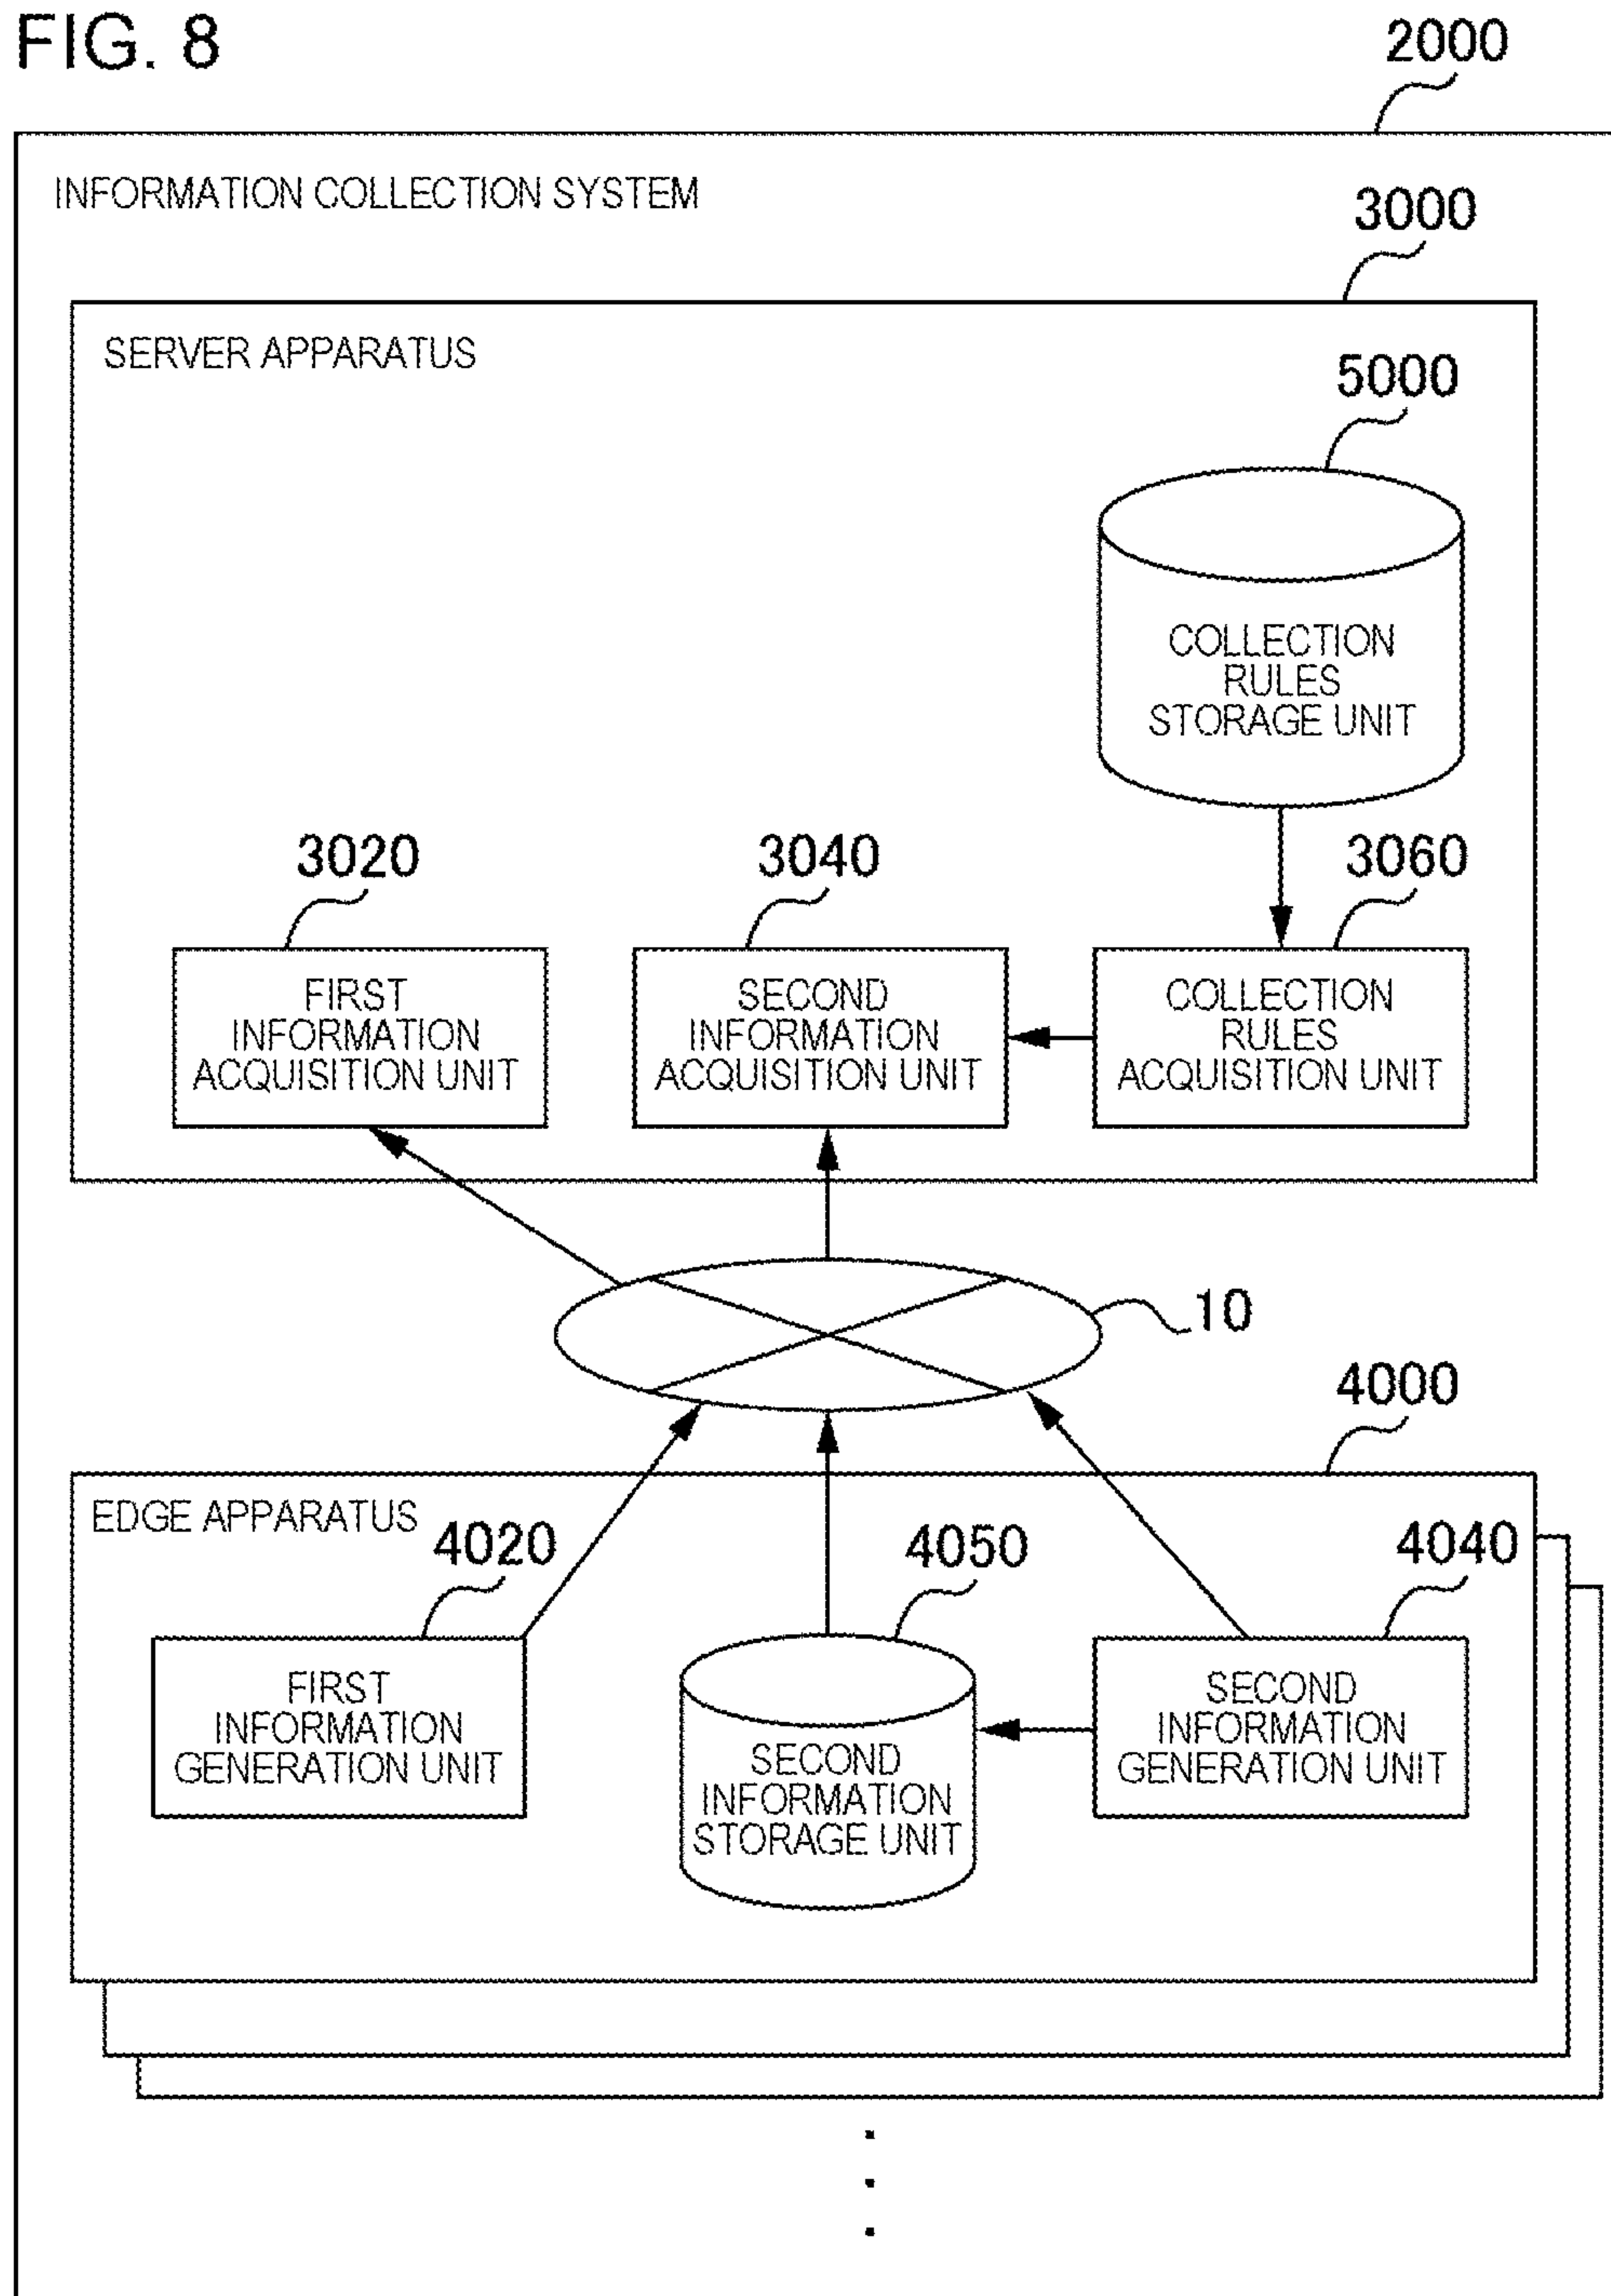 FIG. 8
2000
INFORMATION COLLECTION SYSTEM
3000
SERVER APPARATUS
5000
COLLECTION
RULES
STORAGE UNIT
3020
3040
3060
FIRST
INFORMATION
ACQUISITION UNIT
SECOND
INFORMATION
ACQUISITION UNIT
COLLECTION
RULES
ACQUISITION UNIT
10
4000
EDGE APPARATUS
4020
4050
4040
FIRST
INFORMATION
GENERATION UNIT
SECOND
INFORMATION
STORAGE UNIT
SECOND
INFORMATION
GENERATION UNIT